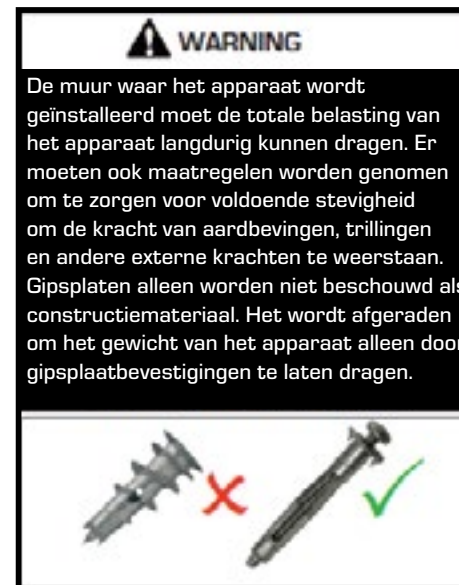 WARNING
De muur waar het apparaat wordt
geïnstalleerd moet de totale belasting van
het apparaat langdurig kunnen dragen. Er
moeten ook maatregelen worden genomen
om te zorgen voor voldoende stevigheid
om de kracht van aardbevingen, trillingen
en andere externe krachten te weerstaan.
Gipsplaten alleen worden niet beschouwd als
constructiemateriaal. Het wordt afgeraden
om het gewicht van het apparaat alleen door
gipsplaatbevestigingen te laten dragen.